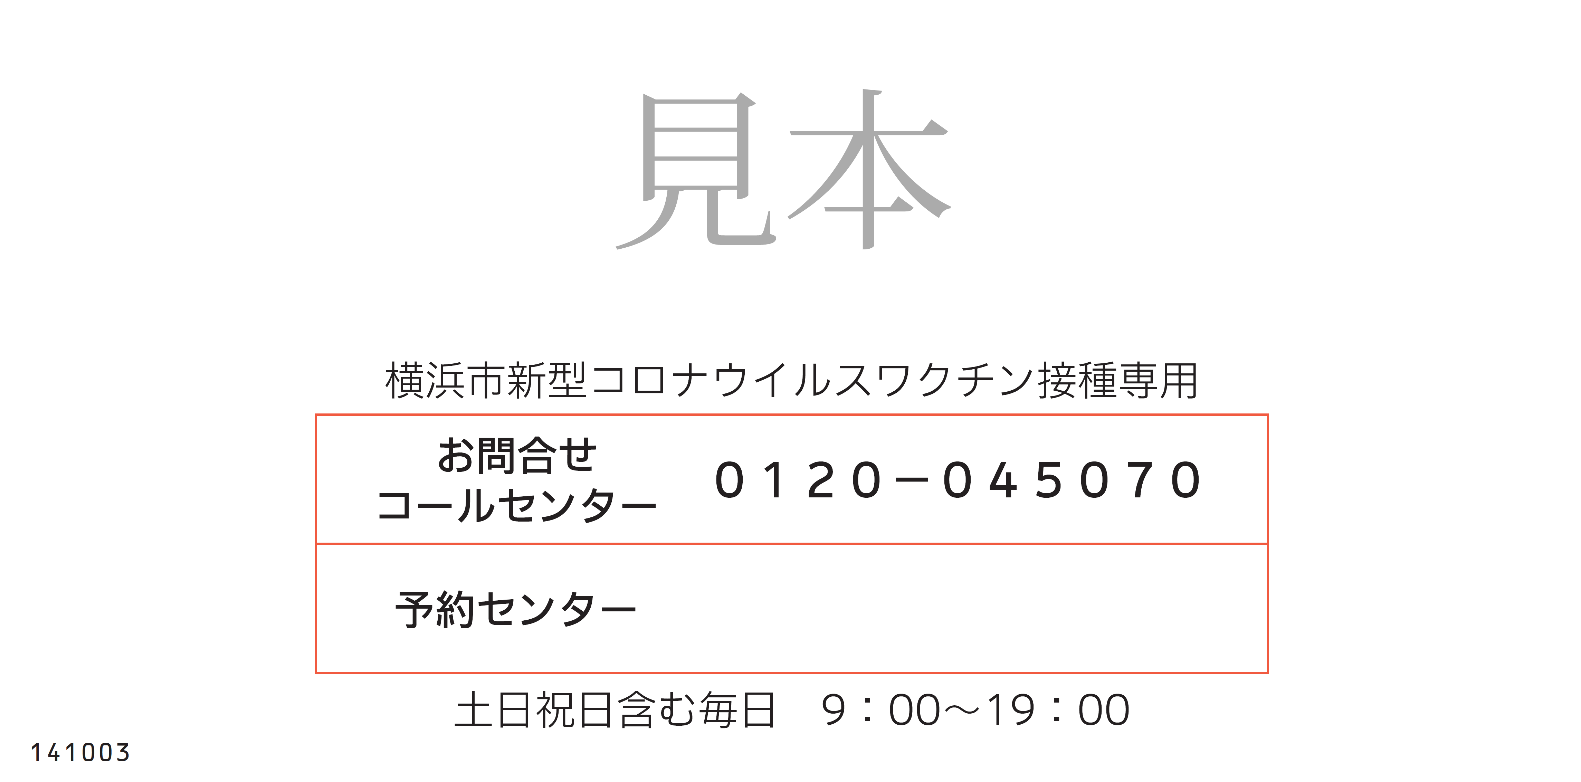 見本
横浜市新型コロナウイルスワクチン接種専用
お問合せ
コールセンター
０１２０－０４５０７０
予約センター
土日祝日含む毎日　9：00～19：00
141003